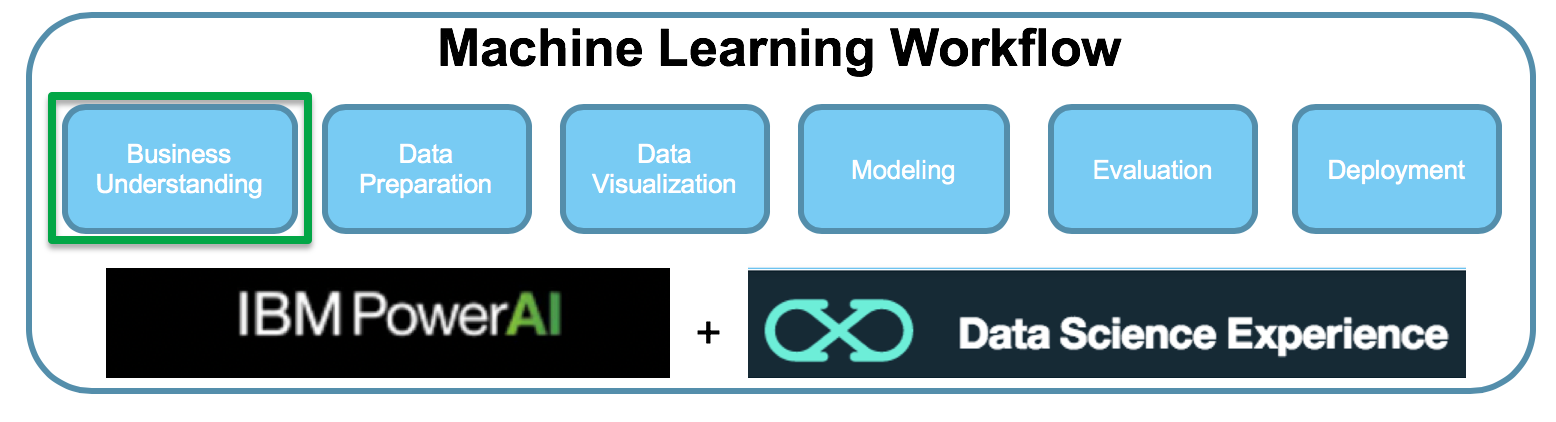 Machine Learning Workflow
Business
Understanding
Data
Preparation
Data
Visualization
Modeling
Evaluation
Deployment
IBM PowerAI
+
Data Science Experience